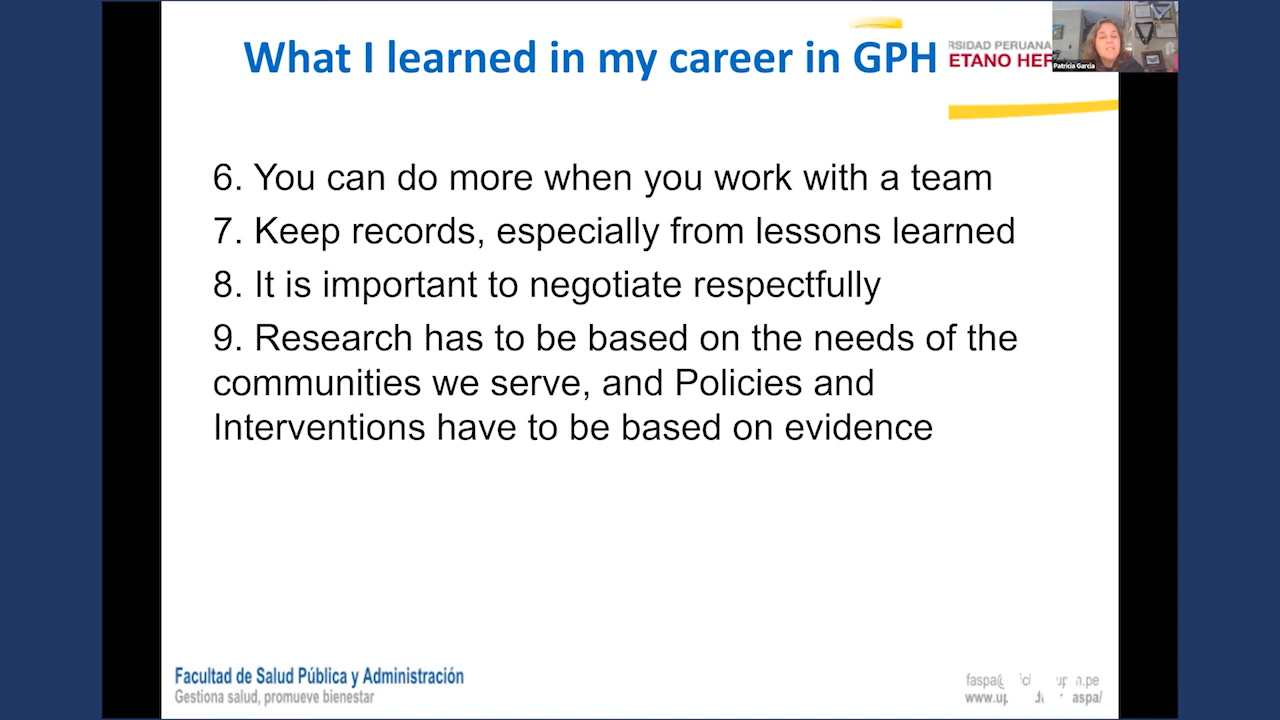 What I learned in my career in GPH
RSIDAD PERUANA
ETANO HER
Patricia Garcia
6. You can do more when you work with a team
7. Keep records, especially from lessons learned
8. It is important to negotiate respectfully
9. Research has to be based on the needs of the
communities we serve, and Policies and
Interventions have to be based on evidence
Facultad de Salud Pública y Administración
Gestiona salud, promueve bienestar